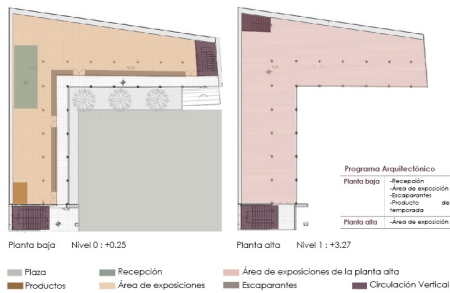 Programa Arquitectónico
Planta baja
-Recepción
-Área de exposición
-Escaparantes
-Producto de
temporada
Planta alta
-Área de exposición
Planta baja Nivel 0 : +0.25
Planta alta Nivel 1 : +3.27
Plaza
Recepción
Área de exposiciones de la planta alta
Productos
Área de exposiciones
Escaparantes
Circulación Vertical